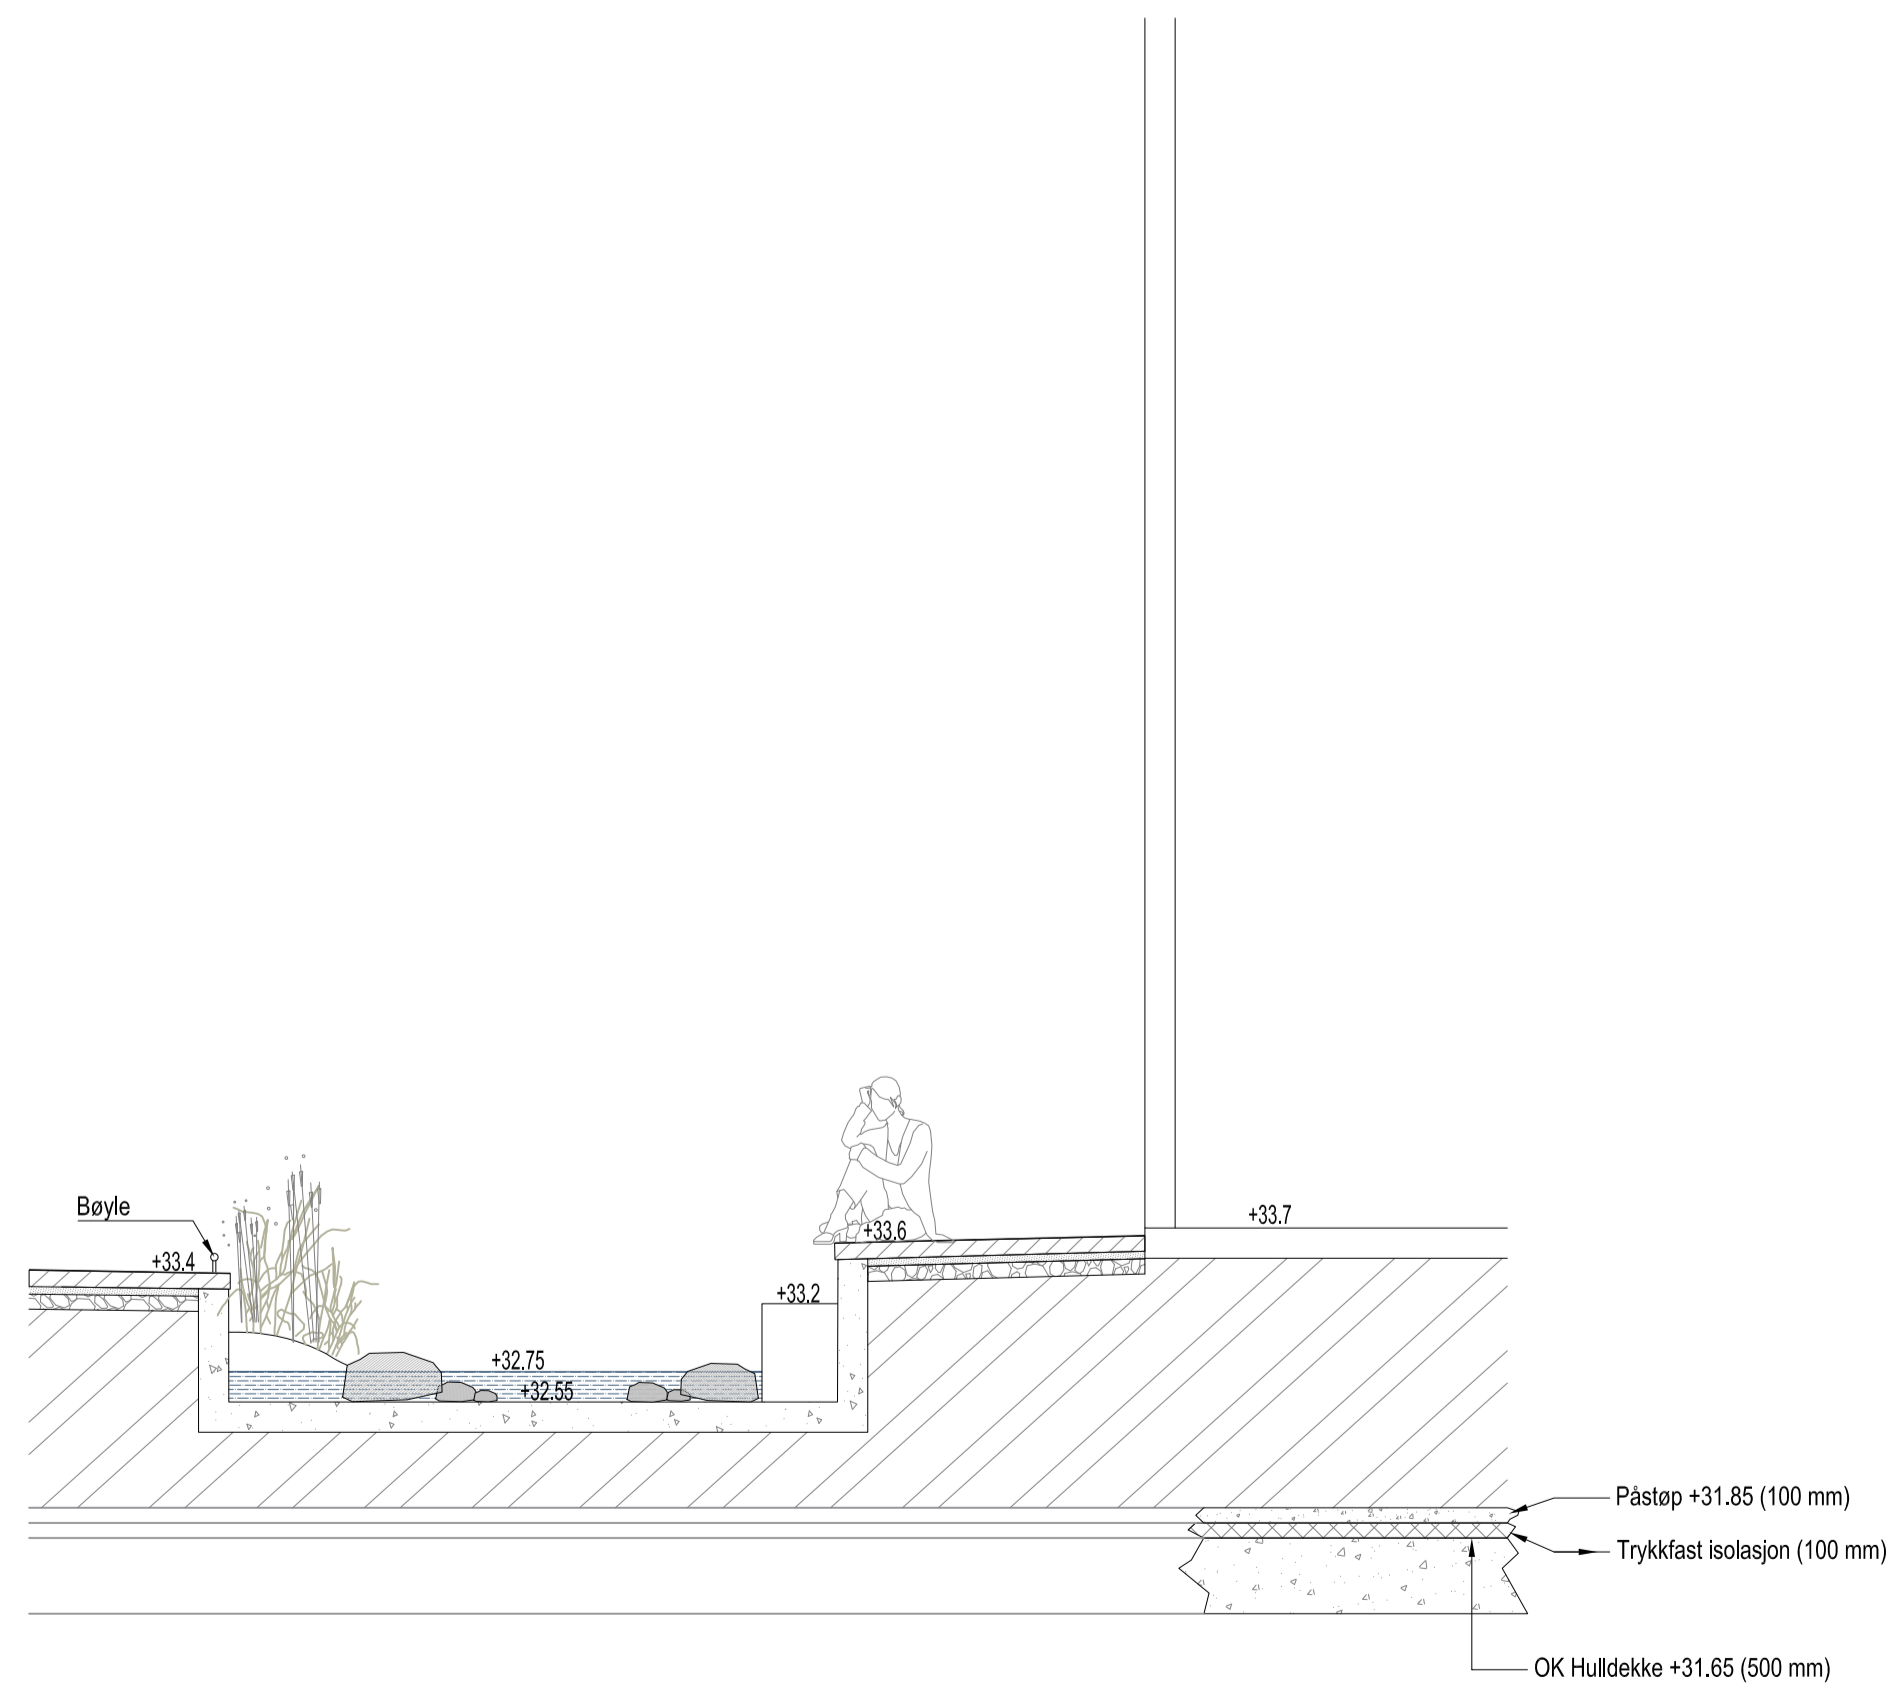 Bøyle
+33.4
+33.6
+33.7
+33.2
+32.75
+32.55
Påstøp +31.85 (100 mm)
Trykkfast isolasjon (100 mm)
OK Hulldekke +31.65 (500 mm)